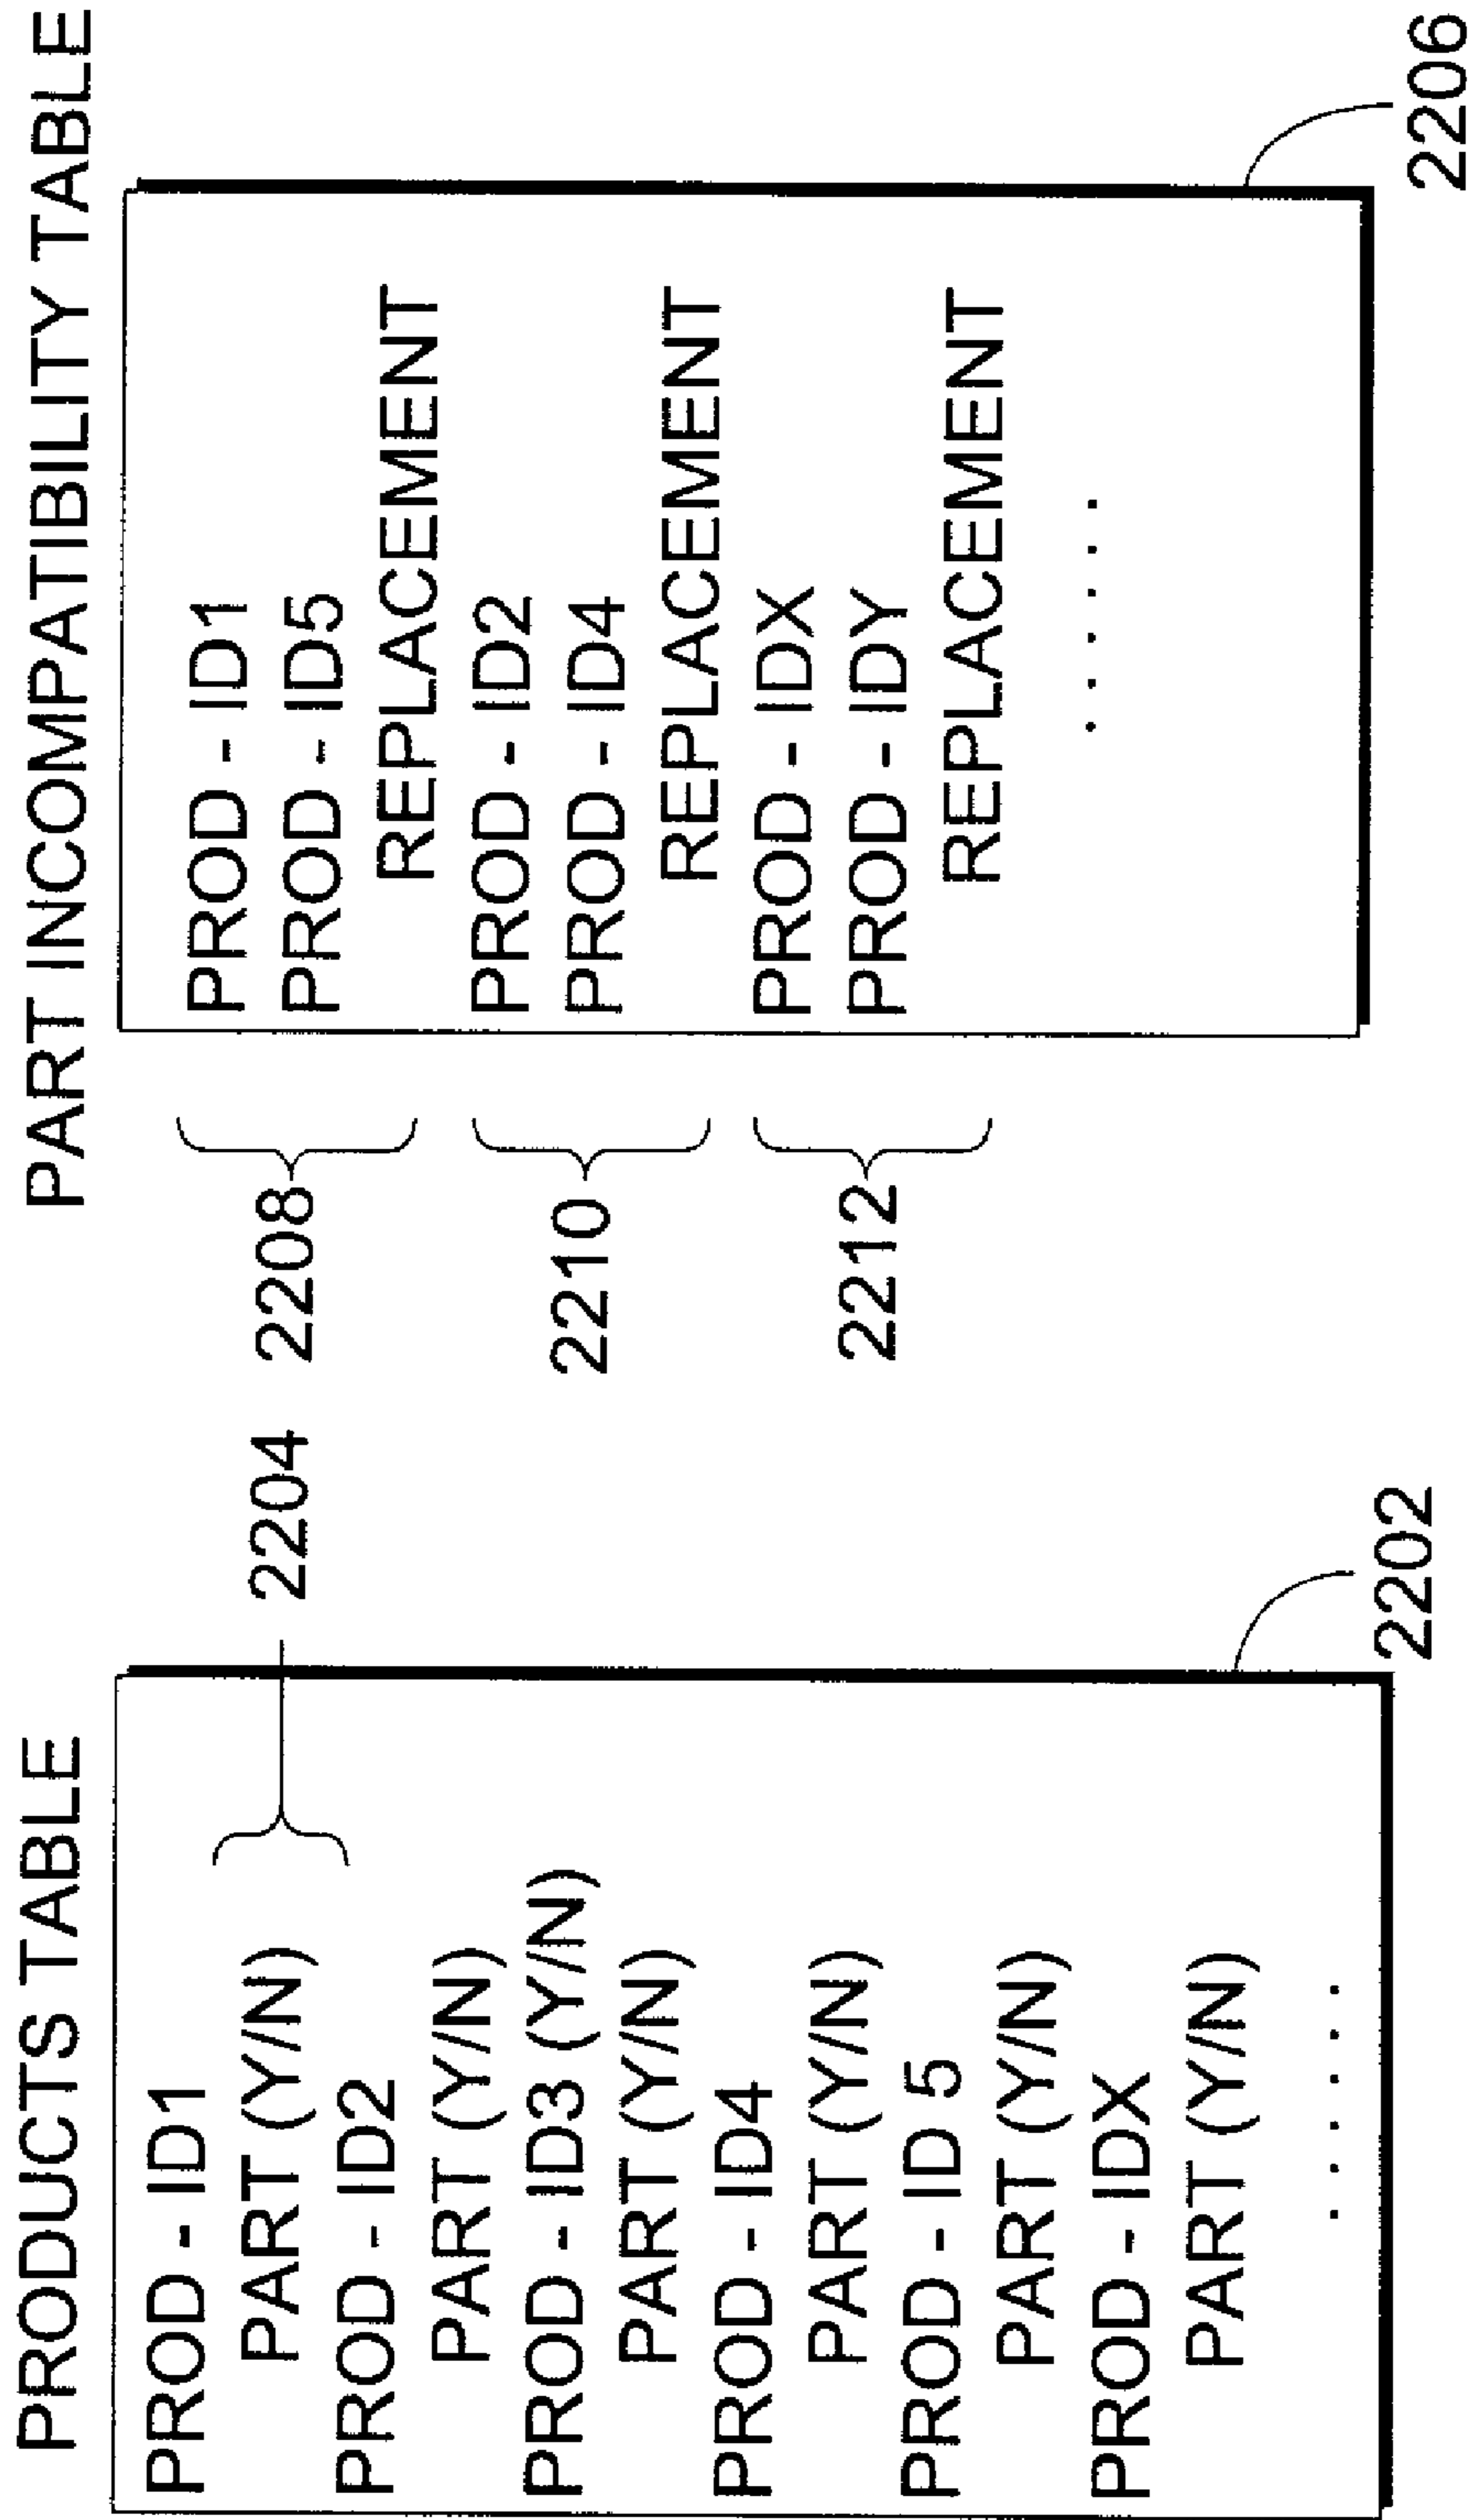 PRODUCTS TABLE
PROD - ID1
PART (Y/N)
PROD - ID2
PART (Y/N)
PROD - ID3 (Y/N)
PART (Y/N)
PROD - ID4
PART (Y/N)
PROD - ID 5
PART (Y/N)
PROD - IDX
PART (Y/N)
. . . . . .
2204
2202
PART INCOMPATIBILITY TABLE
2208
PROD - ID1
PROD - ID5
REPLACEMENT
2210
PROD - ID2
PROD - ID4
REPLACEMENT
2212
PROD - IDX
PROD - IDY
REPLACEMENT
. . . . . .
2206